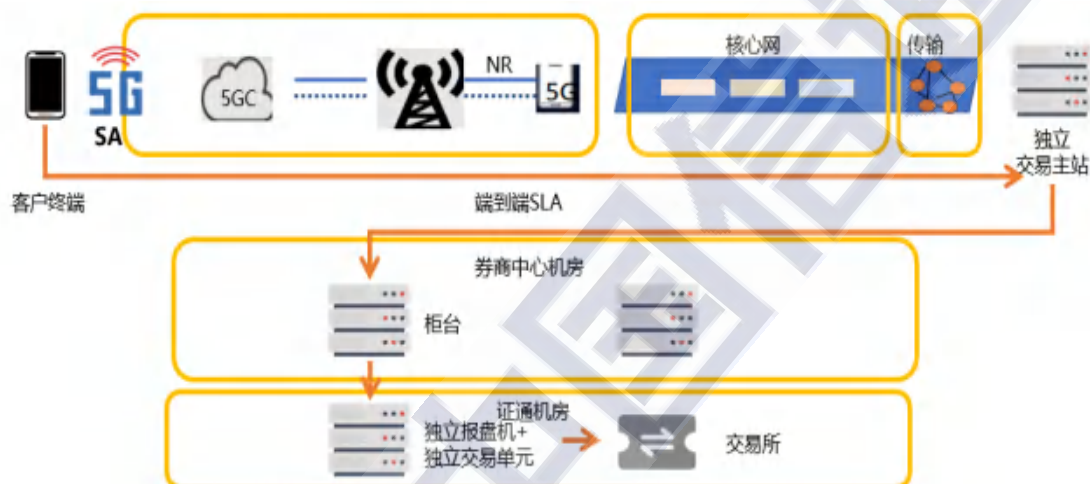 核心网
传输
5GC
NR
5G
5G
SA
独立
交易主站
客户终端
端到端SLA
券商中心机房
柜台
证通机房
独立报盘机+
独立交易单元
交易所